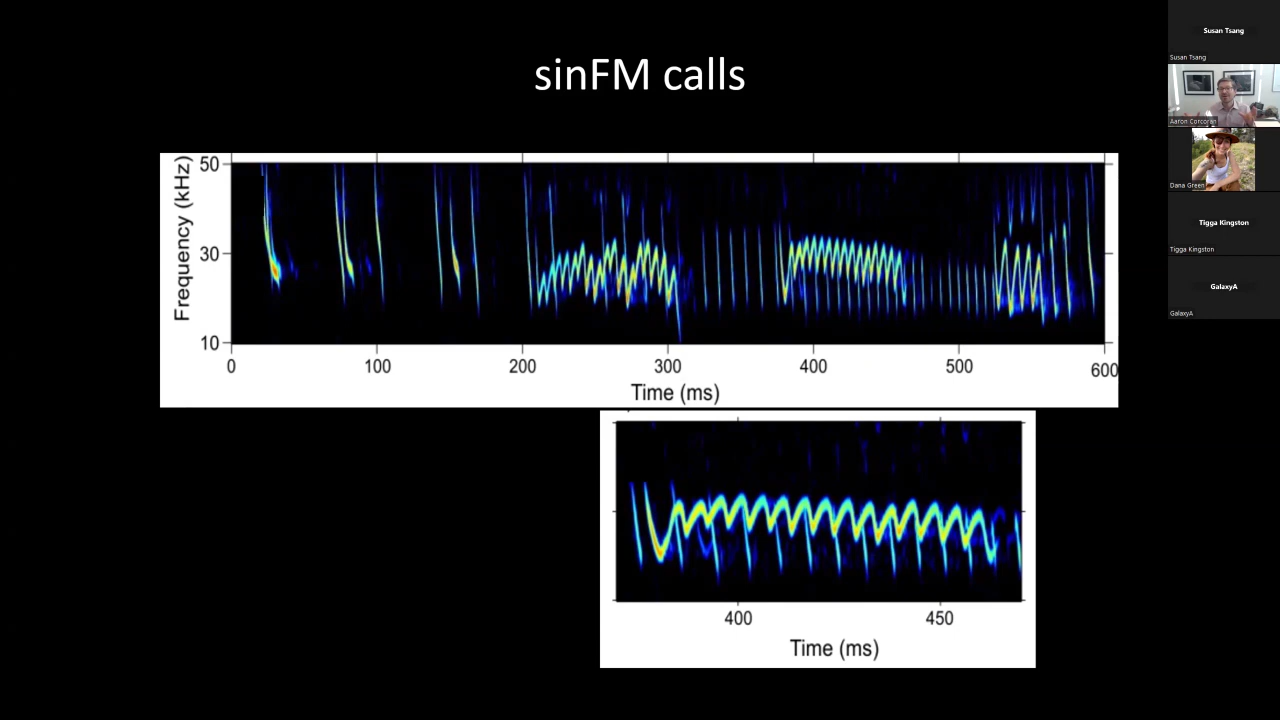 sinFM calls
Frequency (kHz)
50
30
10
0 100 200 300 400 500 600
Time (ms)
400 450
Time (ms)
Susan Tsang
Susan Tsang
Aaron Corcoran
Dana Green
Tigga Kingston
Tigga Kingston
GalaxyA
GalaxyA